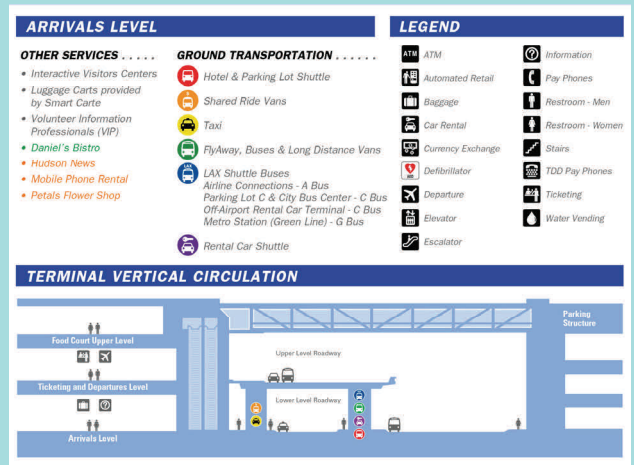 ARRIVALS LEVEL
OTHER SERVICES . . . . .
• Interactive Visitors Centers
• Luggage Carts provided
by Smart Carte
• Volunteer Information
Professionals (VIP)
• Daniel's Bistro
• Hudson News
• Mobile Phone Rental
• Petals Flower Shop
GROUND TRANSPORTATION . . . . . .
Hotel & Parking Lot Shuttle
Shared Ride Vans
Taxi
FlyAway, Buses & Long Distance Vans
LAX
LAX Shuttle Buses
Airline Connections - A Bus
Parking Lot C & City Bus Center - C Bus
Off-Airport Rental Car Terminal - C Bus
Metro Station (Green Line) - G Bus
Rental Car Shuttle
LEGEND
ATM ATM
Automated Retail
Baggage
Car Rental
Currency Exchange
Defibrillator
Departure
Elevator
Escalator
Information
Pay Phones
Restroom - Men
Restroom - Women
Stairs
TDD Pay Phones
Ticketing
Water Vending
TERMINAL VERTICAL CIRCULATION
Parking
Structure
Food Court Upper Level
Upper Level Roadway
Ticketing and Departures Level
Lower Level Roadway
Arrivals Level